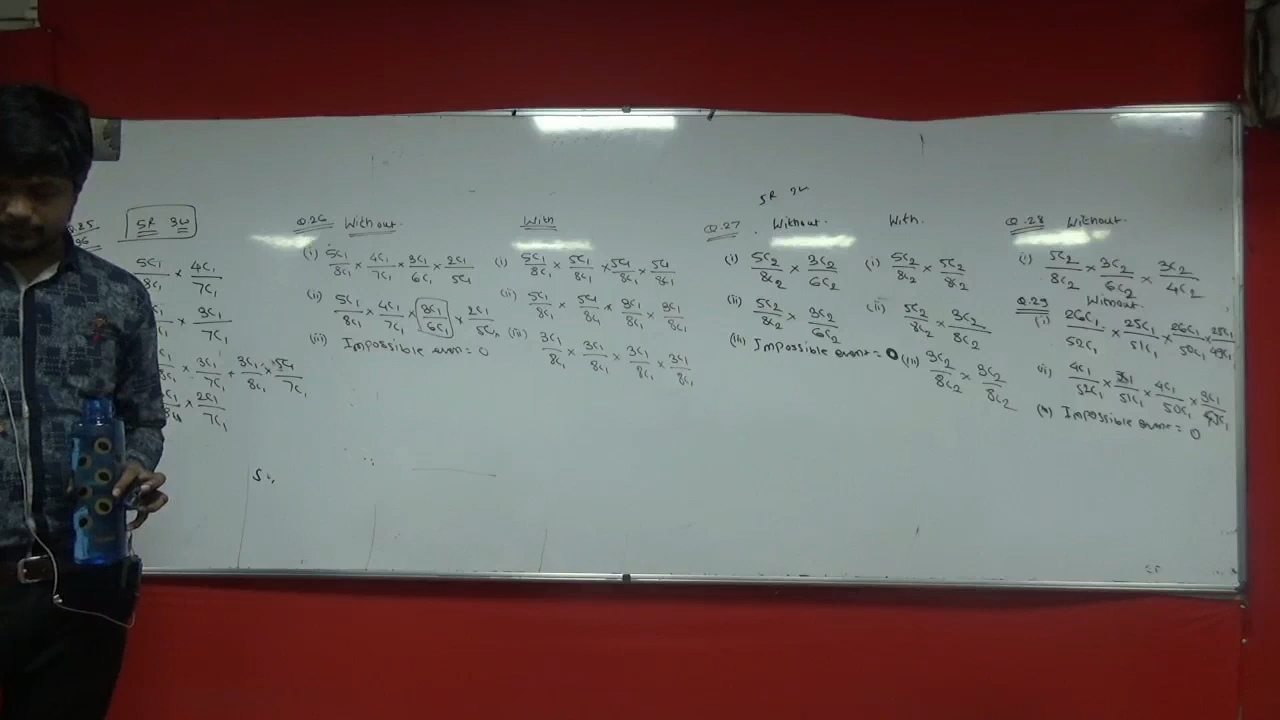 Q.25
5R 3W
5C1/8C1 × 4C1/7C1
× 3C1/7C1
× 3C1/7C1 + 3C1/8C1 × 5C1/7C1
× 2C1/7C1
5C1
Q.26 Without.
(i) 5C1/8C1 × 4C1/7C1 × 3C1/6C1 × 2C1/5C1
(ii) 5C1/8C1 × 4C1/7C1 × 3C1/6C1 × 2C1/5C1
(iii) Impossible event = 0
With
(i) 5C1/8C1 × 5C1/8C1 × 5C1/8C1 × 5C1/8C1
(ii) 5C1/8C1 × 5C1/8C1 × 3C1/8C1 × 3C1/8C1
(iii) 3C1/8C1 × 3C1/8C1 × 3C1/8C1 × 3C1/8C1
5R 3W
Q.27 Without.
(i) 5C2/8C2 × 3C2/6C2
(ii) 5C2/8C2 × 3C2/6C2
(iii) Impossible event = 0
With.
(i) 5C2/8C2 × 5C2/8C2
(ii) 5C2/8C2 × 3C2/8C2
(iii) 3C2/8C2 × 3C2/8C2
Q.28 Without.
(i) 5C2/8C2 × 3C2/6C2 × 3C2/4C2
Q.29 Without.
(i) 26C1/52C1 × 25C1/51C1 × 26C1/50C1 × 25C1/49C1
4C1/52C1 × 3C1/51C1 × 4C1/50C1 × 3C1/49C1
Impossible event = 0